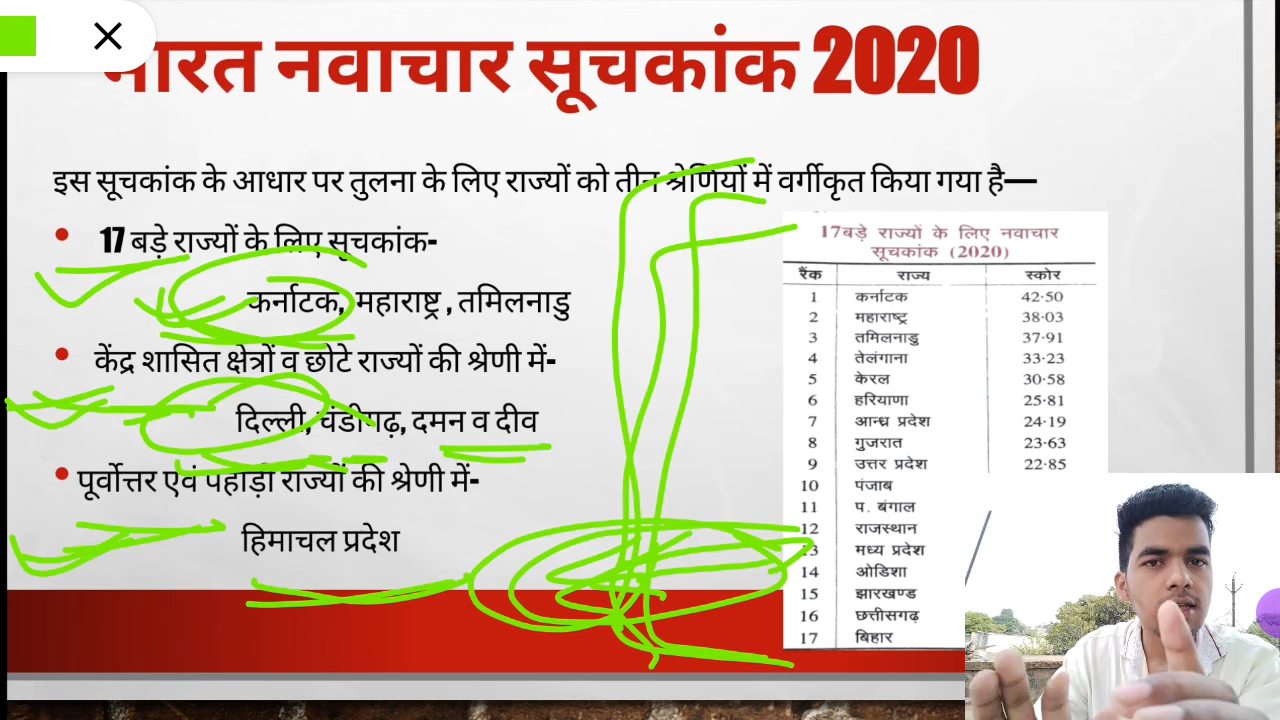 भारत नवाचार सूचकांक 2020
इस सूचकांक के आधार पर तुलना के लिए राज्यों को तीन श्रेणियों में वर्गीकृत किया गया है—
• 17 बड़े राज्यों के लिए सूचकांक-
कर्नाटक, महाराष्ट्र , तमिलनाडु
• केंद्र शासित क्षेत्रों व छोटे राज्यों की श्रेणी में-
दिल्ली, चंडीगढ़, दमन व दीव
• पूर्वोत्तर एवं पहाड़ी राज्यों की श्रेणी में-
हिमाचल प्रदेश
17बड़े राज्यों के लिए नवाचार
सूचकांक (2020)
रैंक राज्य स्कोर
1 कर्नाटक 42·50
2 महाराष्ट्र 38·03
3 तमिलनाडु 37·91
4 तेलंगाना 33·23
5 केरल 30·58
6 हरियाणा 25·81
7 आन्ध्र प्रदेश 24·19
8 गुजरात 23·63
9 उत्तर प्रदेश 22·85
10 पंजाब
11 प. बंगाल
12 राजस्थान
13 मध्य प्रदेश
14 ओडिशा
15 झारखण्ड
16 छत्तीसगढ़
17 बिहार